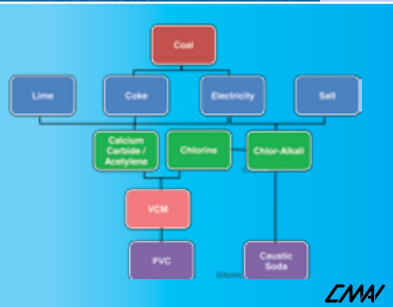 Coal
Lime
Coke
Electricity
Salt
Calcium
Carbide /
Acetylene
Chlorine
Chlor-Alkali
VCM
PVC
Caustic
Soda
CMAI